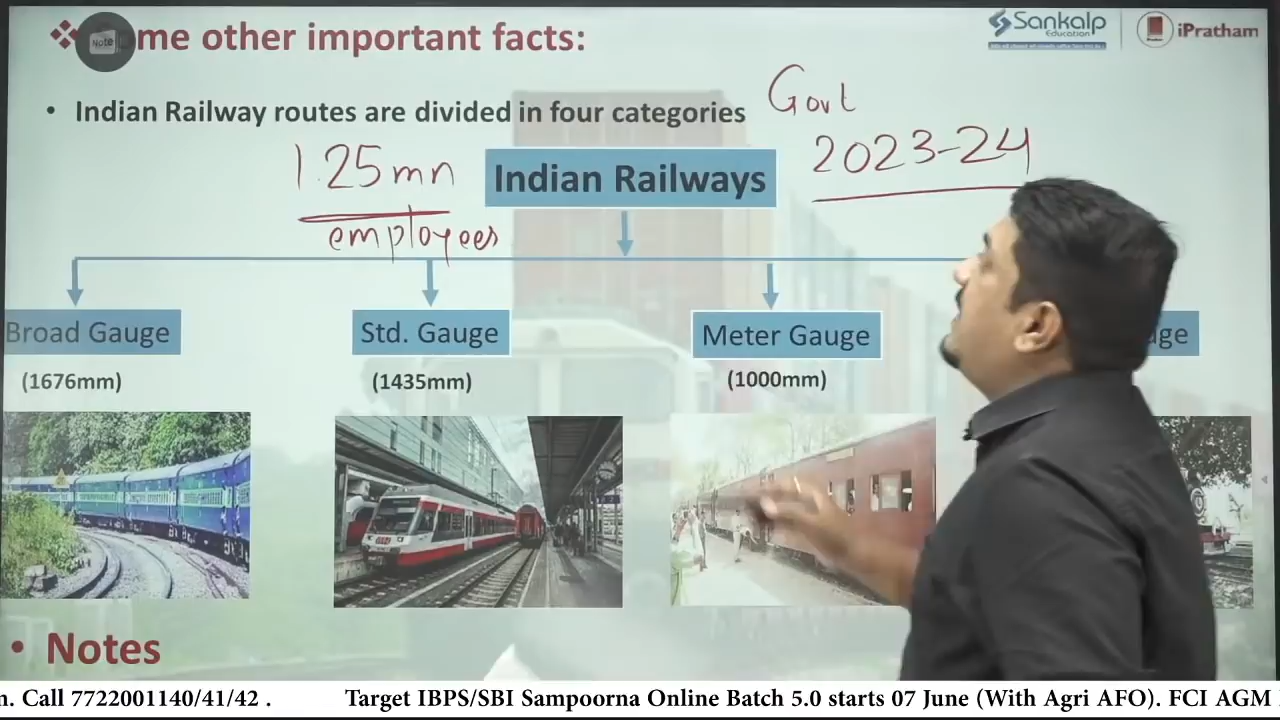 me other important facts:
Note
Sankalp
Education
iPratham
• Indian Railway routes are divided in four categories
Govt
1.25mn
employees
Indian Railways
2023-24
Broad Gauge
Std. Gauge
Meter Gauge
(1676mm)
(1435mm)
(1000mm)
• Notes
n. Call 7722001140/41/42 . Target IBPS/SBI Sampoorna Online Batch 5.0 starts 07 June (With Agri AFO). FCI AGM